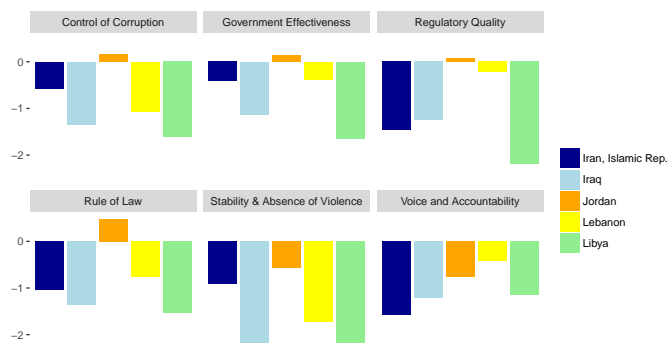 Control of Corruption
Government Effectiveness
Regulatory Quality
0
−1
−2
Rule of Law
Stability & Absence of Violence
Voice and Accountability
0
−1
−2
Iran, Islamic Rep.
Iraq
Jordan
Lebanon
Libya